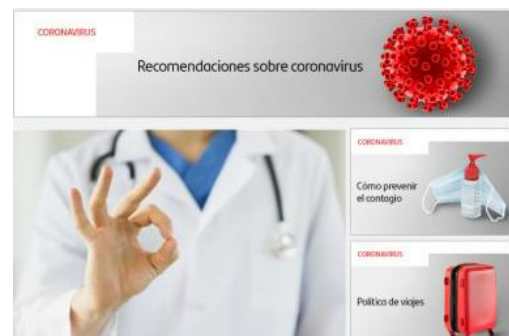 CORONAVIRUS
Recomendaciones sobre coronavirus
CORONAVIRUS
Cómo prevenir
el contagio
CORONAVIRUS
Política de viajes